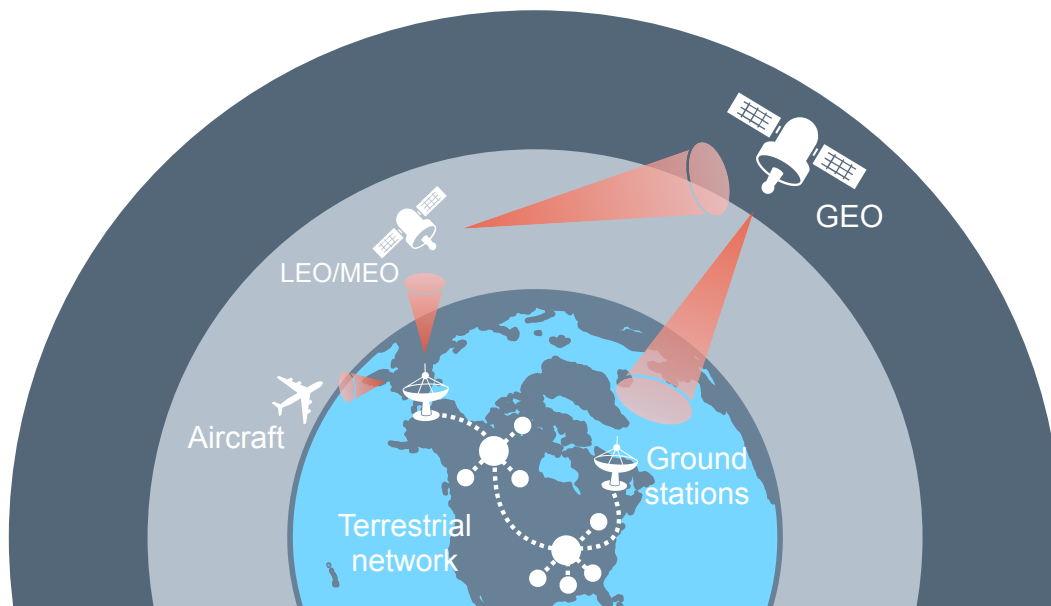 GEO
LEO/MEO
Aircraft
Ground
stations
Terrestrial
network